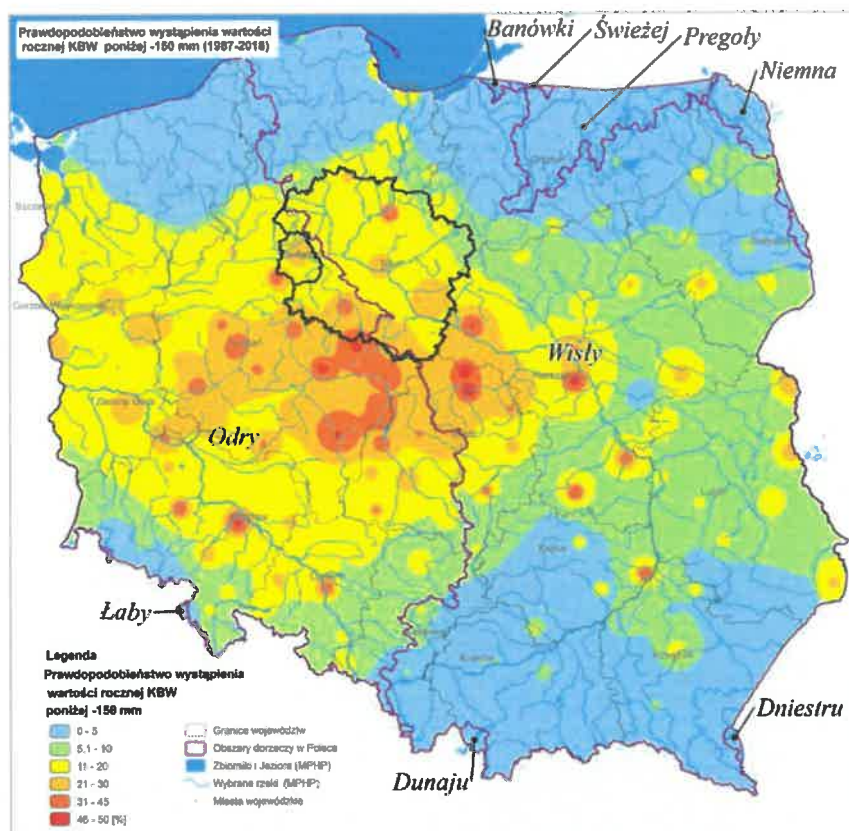 Prawdopodobieństwo wystąpienia wartości
rocznej KBW poniżej -150 mm (1987-2018)
Banówki
Świeżej
Pregoły
Niemna
Wisły
Odry
Łaby
Dniestru
Dunaju
Legenda
Prawdopodobieństwo wystąpienia
wartości rocznej KBW
poniżej -150 mm
0 - 5
5,1 - 10
11 - 20
21 - 30
31 - 45
46 - 50 [%]
Granice województw
Obszary dorzeczy w Polsce
Zbiorniki i Jeziora (MPHP)
Wybrane rzeki (MPHP)
Miasta wojewódzkie